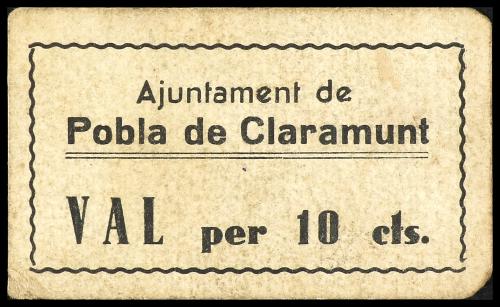 Ajuntament de
Pobla de Claramunt
VAL per 10 cts.